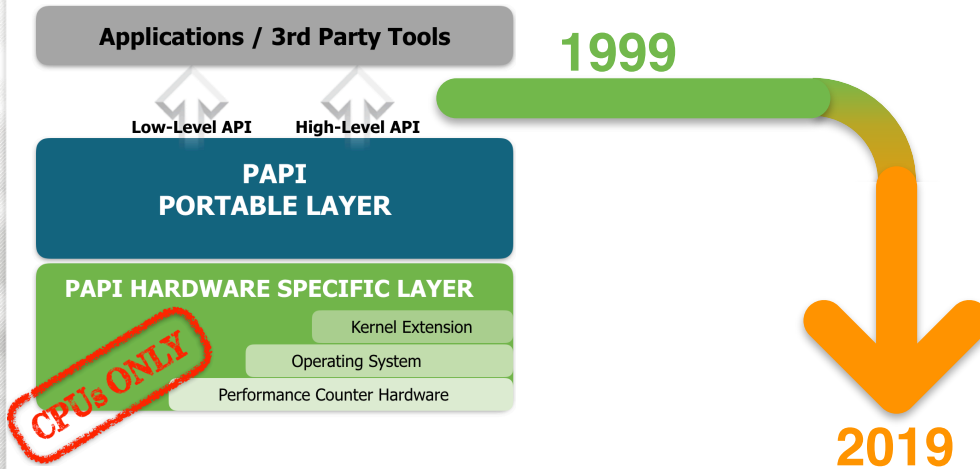 Applications / 3rd Party Tools
1999
Low-Level API
High-Level API
PAPI
PORTABLE LAYER
PAPI HARDWARE SPECIFIC LAYER
Kernel Extension
Operating System
Performance Counter Hardware
CPUs ONLY
2019